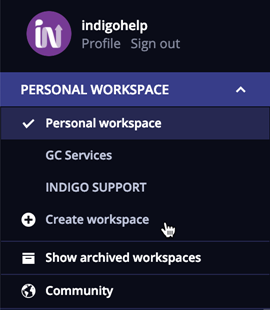 indigohelp
Profile Sign out
PERSONAL WORKSPACE
Personal workspace
GC Services
INDIGO SUPPORT
Create workspace
Show archived workspaces
Community